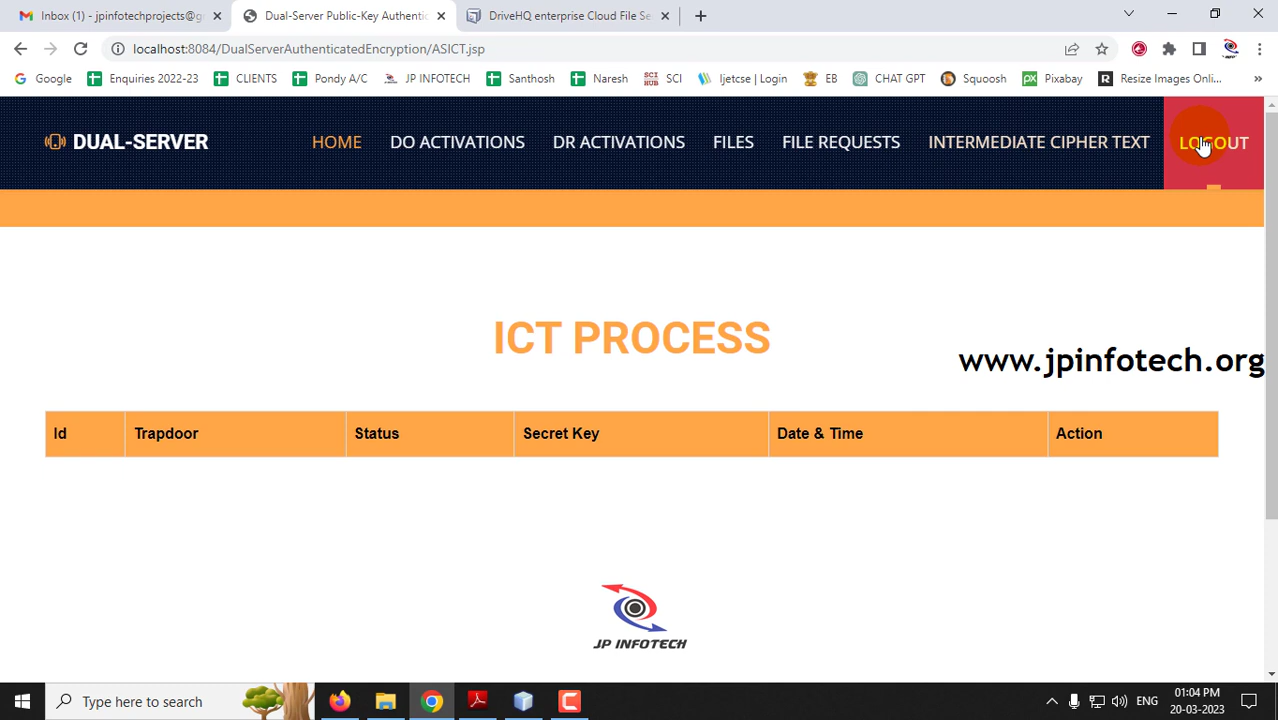 Inbox (1) - jpinfotechprojects@g
Dual-Server Public-Key Authentic
DriveHQ enterprise Cloud File Se
localhost:8084/DualServerAuthenticatedEncryption/ASICT.jsp
Google
Enquiries 2022-23
CLIENTS
Pondy A/C
JP INFOTECH
Santhosh
Naresh
SCI HUB
SCI
Ijetcse | Login
EB
CHAT GPT
Squoosh
px
Pixabay
R
Resize Images Onli...
»
DUAL-SERVER
HOME
DO ACTIVATIONS
DR ACTIVATIONS
FILES
FILE REQUESTS
INTERMEDIATE CIPHER TEXT
LOGOUT
ICT PROCESS
www.jpinfotech.org
Id
Trapdoor
Status
Secret Key
Date & Time
Action
JP INFOTECH
Type here to search
ENG
01:04 PM
20-03-2023